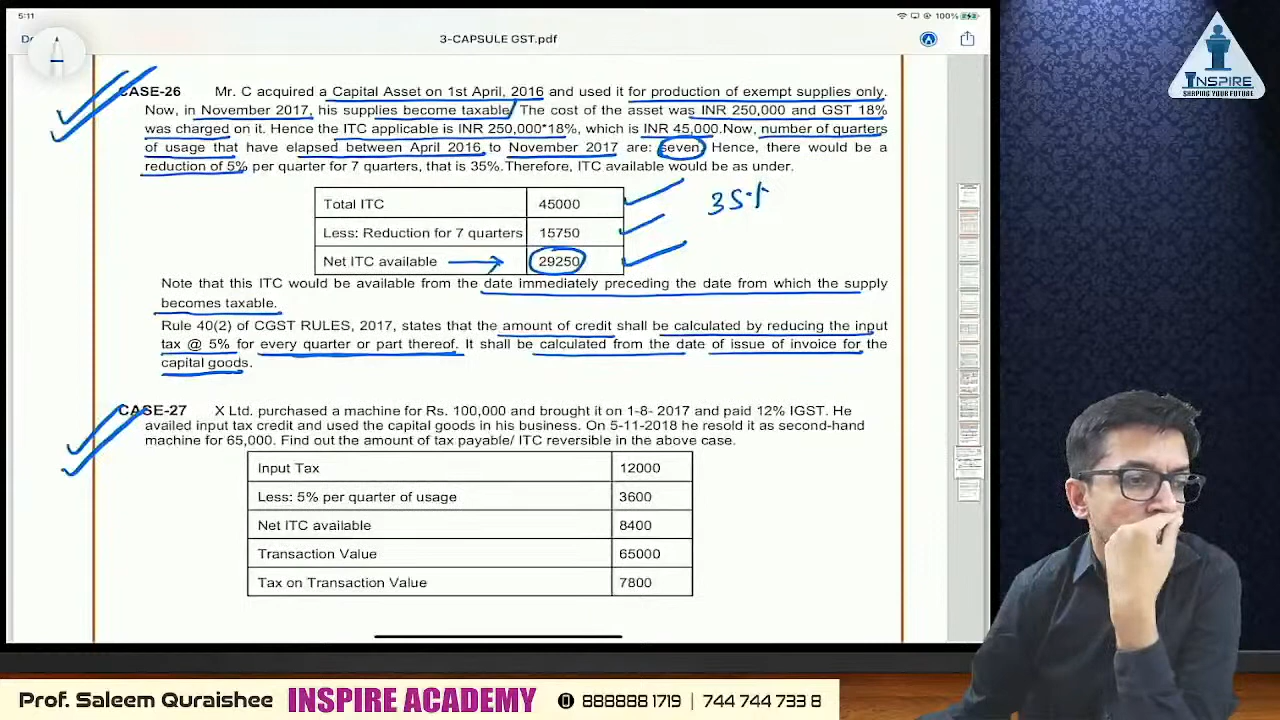 5:11
100%
3-CAPSULE GST.pdf
CASE-26 Mr. C acquired a Capital Asset on 1st April, 2016 and used it for production of exempt supplies only.
Now, in November 2017, his supplies become taxable/ The cost of the asset was INR 250,000 and GST 18%
was charged on it. Hence the ITC applicable is INR 250,000*18%, which is INR 45,000.Now, number of quarters
of usage that have elapsed between April 2016 to November 2017 are: seven. Hence, there would be a
reduction of 5% per quarter for 7 quarters, that is 35%.Therefore, ITC available would be as under.
Total ITC 45000
35%
Less: Reduction for 7 quarters 15750
Net ITC available 29250
Note that this ITC would be available from the date immediately preceding the date from which the supply
becomes taxable.
Rule 40(2) of CGST RULES, 2017, states that the amount of credit shall be calculated by reducing the input
tax @ 5% for every quarter or part thereof. It shall be calculated from the date of issue of invoice for the
capital goods.
CASE-27 X Ltd. purchased a machine for Rs. 100,000 and brought it on 1-8- 2017 and paid 12% IGST. He
availed input tax credit and used the capital goods in his business. On 5-11-2018 he resold it as second-hand
machine for 65,000. Find out the amount of tax payable/ ITC reversible in the above case.
Input Tax 12000
Less: 5% per quarter of usage 3600
Net ITC available 8400
Transaction Value 65000
Tax on Transaction Value 7800
INSPIRE
SHARPING YOUR FUTURE
Prof. Saleem Quraishee INSPIRE ACADEMY 888888 1719 | 744 744 733 8